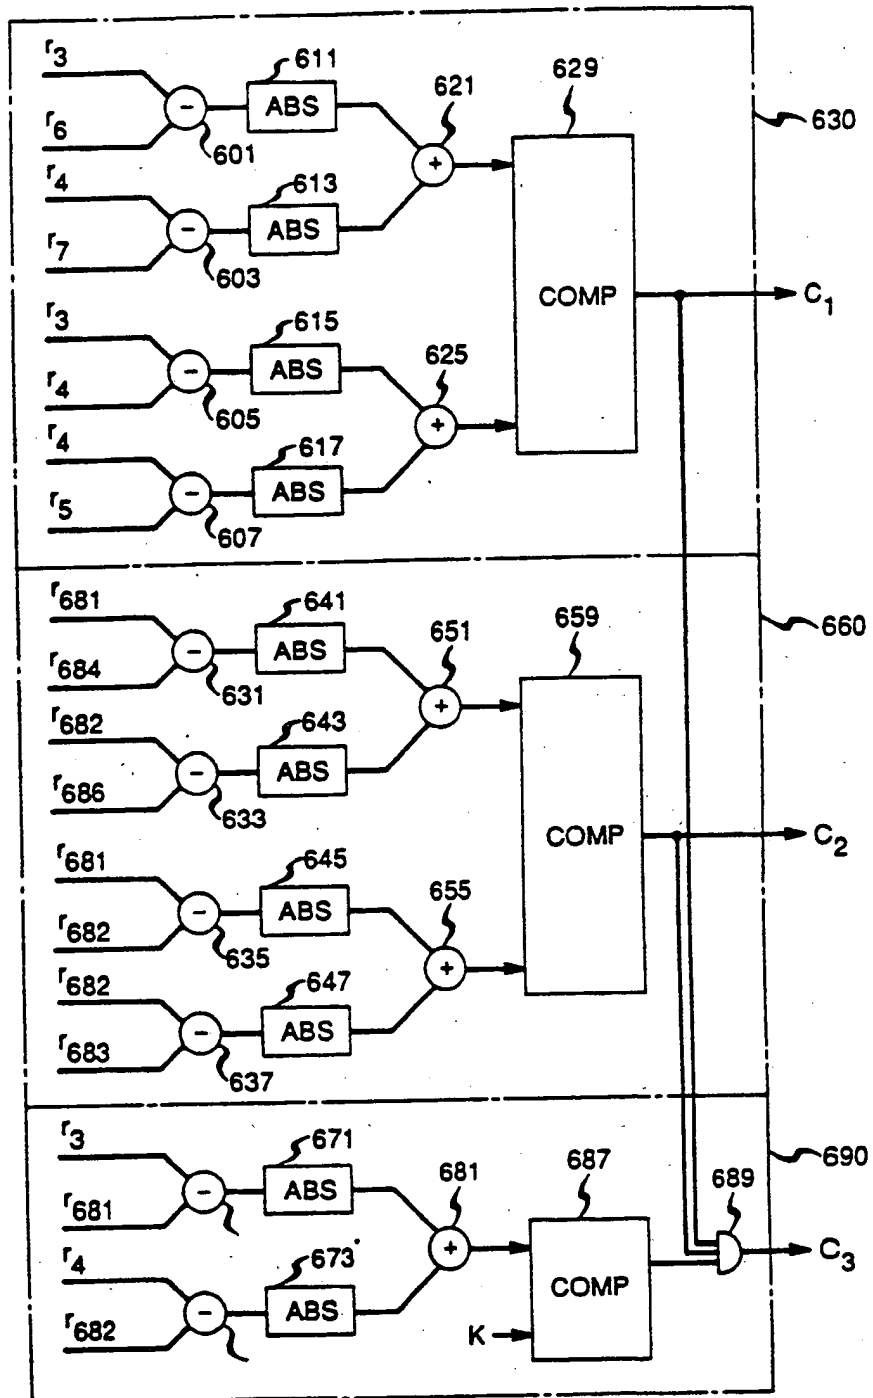 r3
611
629
ABS
621
630
r6
601
+
r4
613
ABS
r7
603
COMP
C1
r3
615
ABS
625
r4
605
+
r4
617
ABS
r5
607
r681
641
ABS
651
659
660
r684
631
+
r682
643
ABS
r686
633
COMP
C2
r681
645
ABS
655
r682
635
+
r682
647
ABS
r683
637
r3
671
ABS
681
687
690
689
r681
+
C3
r4
673
COMP
ABS
r682
K